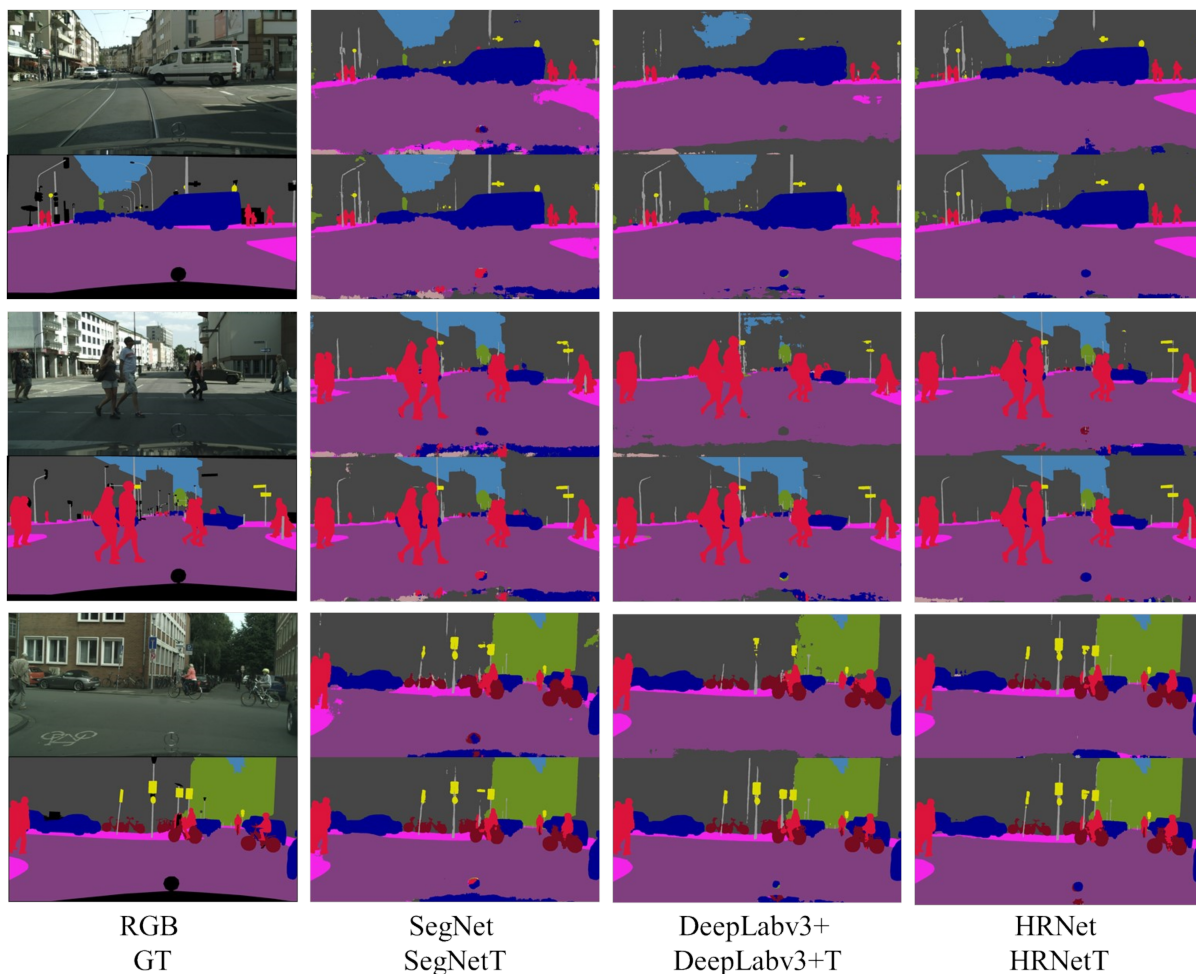 RGB
SegNet
DeepLabv3+
HRNet
GT
SegNetT
DeepLabv3+T
HRNetT